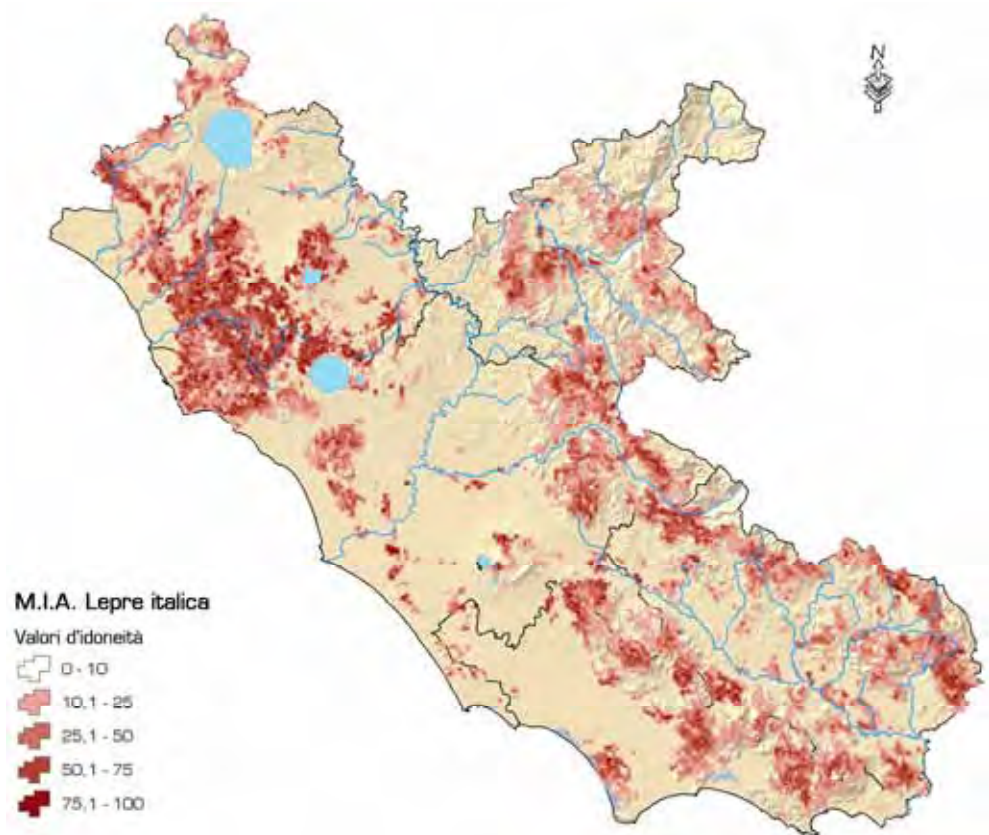 N
M.I.A. Lepre italica
Valori d'idoneità
0 - 10
10,1 - 25
25,1 - 50
50,1 - 75
75,1 - 100